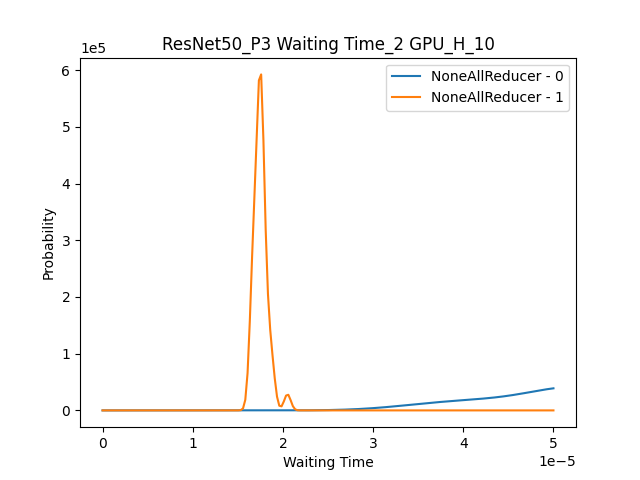 ResNet50_P3 Waiting Time_2 GPU_H_10
1e5
NoneAllReducer - 0
NoneAllReducer - 1
6
5
4
3
2
1
0
Probability
0 1 2 3 4 5
Waiting Time
1e−5